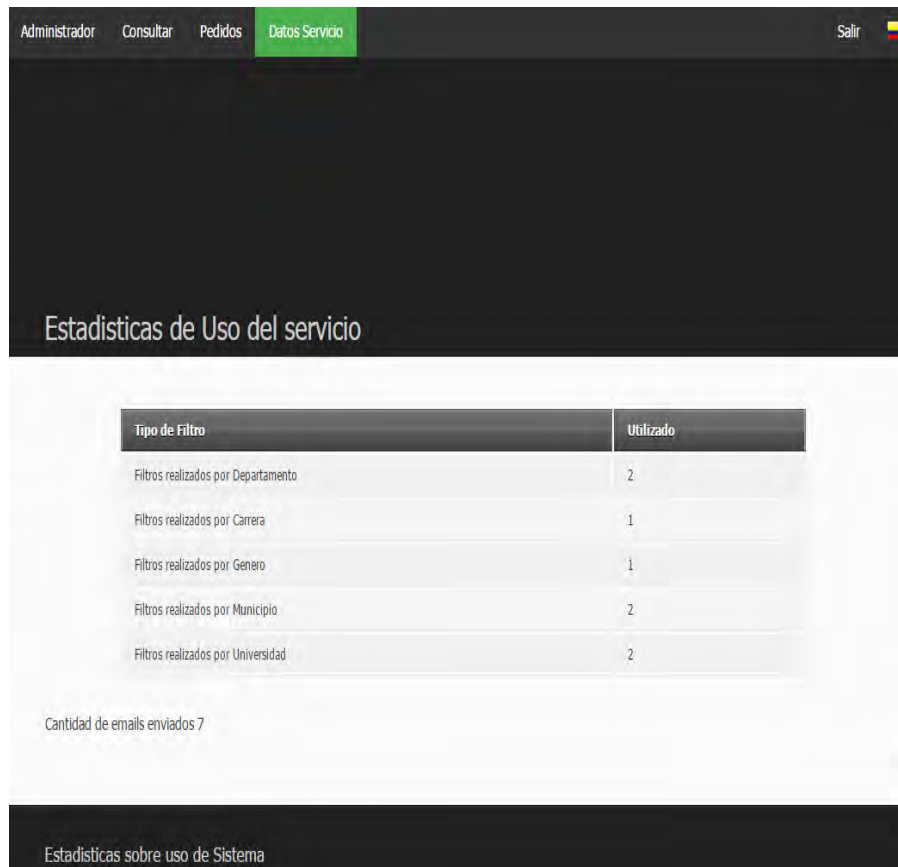 Administrador Consultar Pedidos Datos Servicio Salir
Estadisticas de Uso del servicio
Tipo de Filtro Utilizado
Filtros realizados por Departamento 2
Filtros realizados por Carrera 1
Filtros realizados por Genero 1
Filtros realizados por Municipio 2
Filtros realizados por Universidad 2
Cantidad de emails enviados 7
Estadisticas sobre uso de Sistema